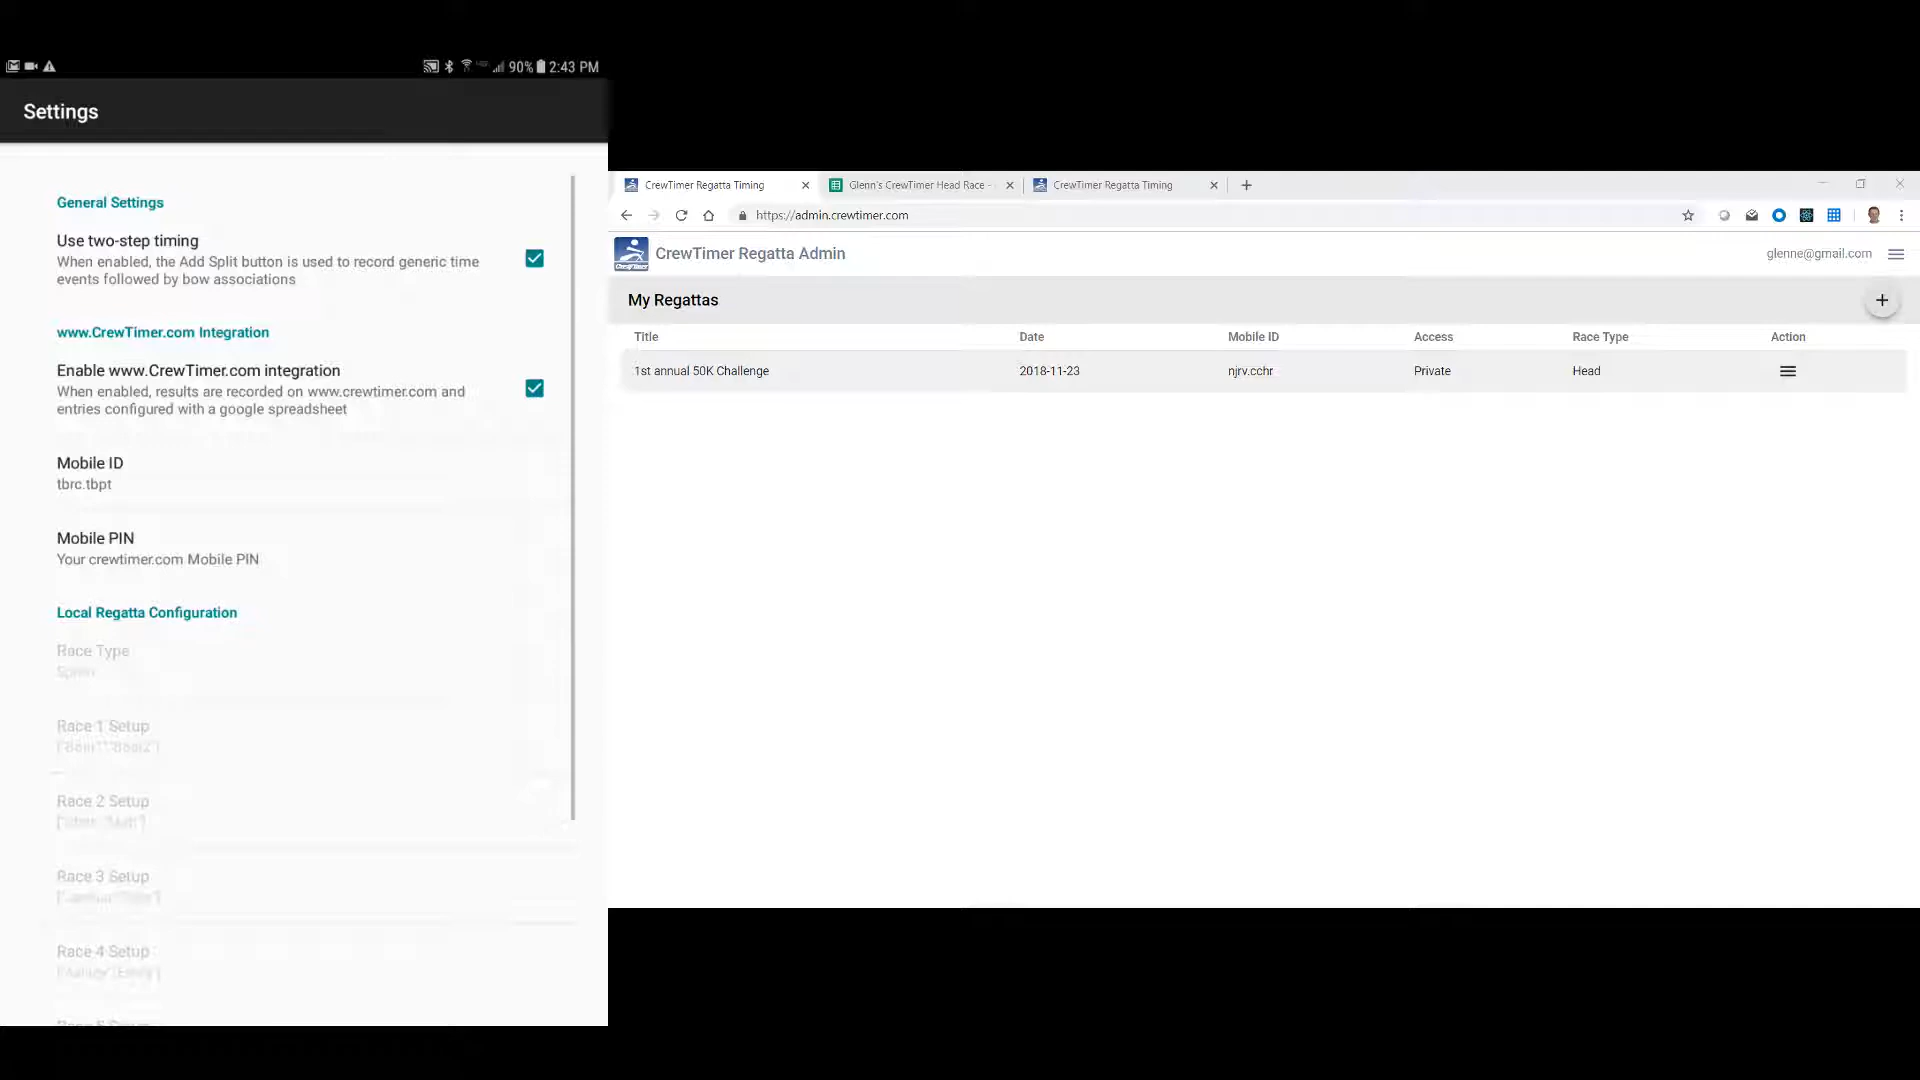 90% 2:43 PM
Settings
General Settings
Use two-step timing
When enabled, the Add Split button is used to record generic time
events followed by bow associations
www.CrewTimer.com Integration
Enable www.CrewTimer.com integration
When enabled, results are recorded on www.crewtimer.com and
entries configured with a google spreadsheet
Mobile ID
tbrc.tbpt
Mobile PIN
Your crewtimer.com Mobile PIN
Local Regatta Configuration
Race Type
Sprint
Race 1 Setup
Race 2 Setup
Race 3 Setup
Race 4 Setup
CrewTimer Regatta Timing
Glenn's CrewTimer Head Race -
CrewTimer Regatta Timing
https://admin.crewtimer.com
CrewTimer Regatta Admin
glenne@gmail.com
My Regattas
+
Title Date Mobile ID Access Race Type Action
1st annual 50K Challenge 2018-11-23 njrv.cchr Private Head